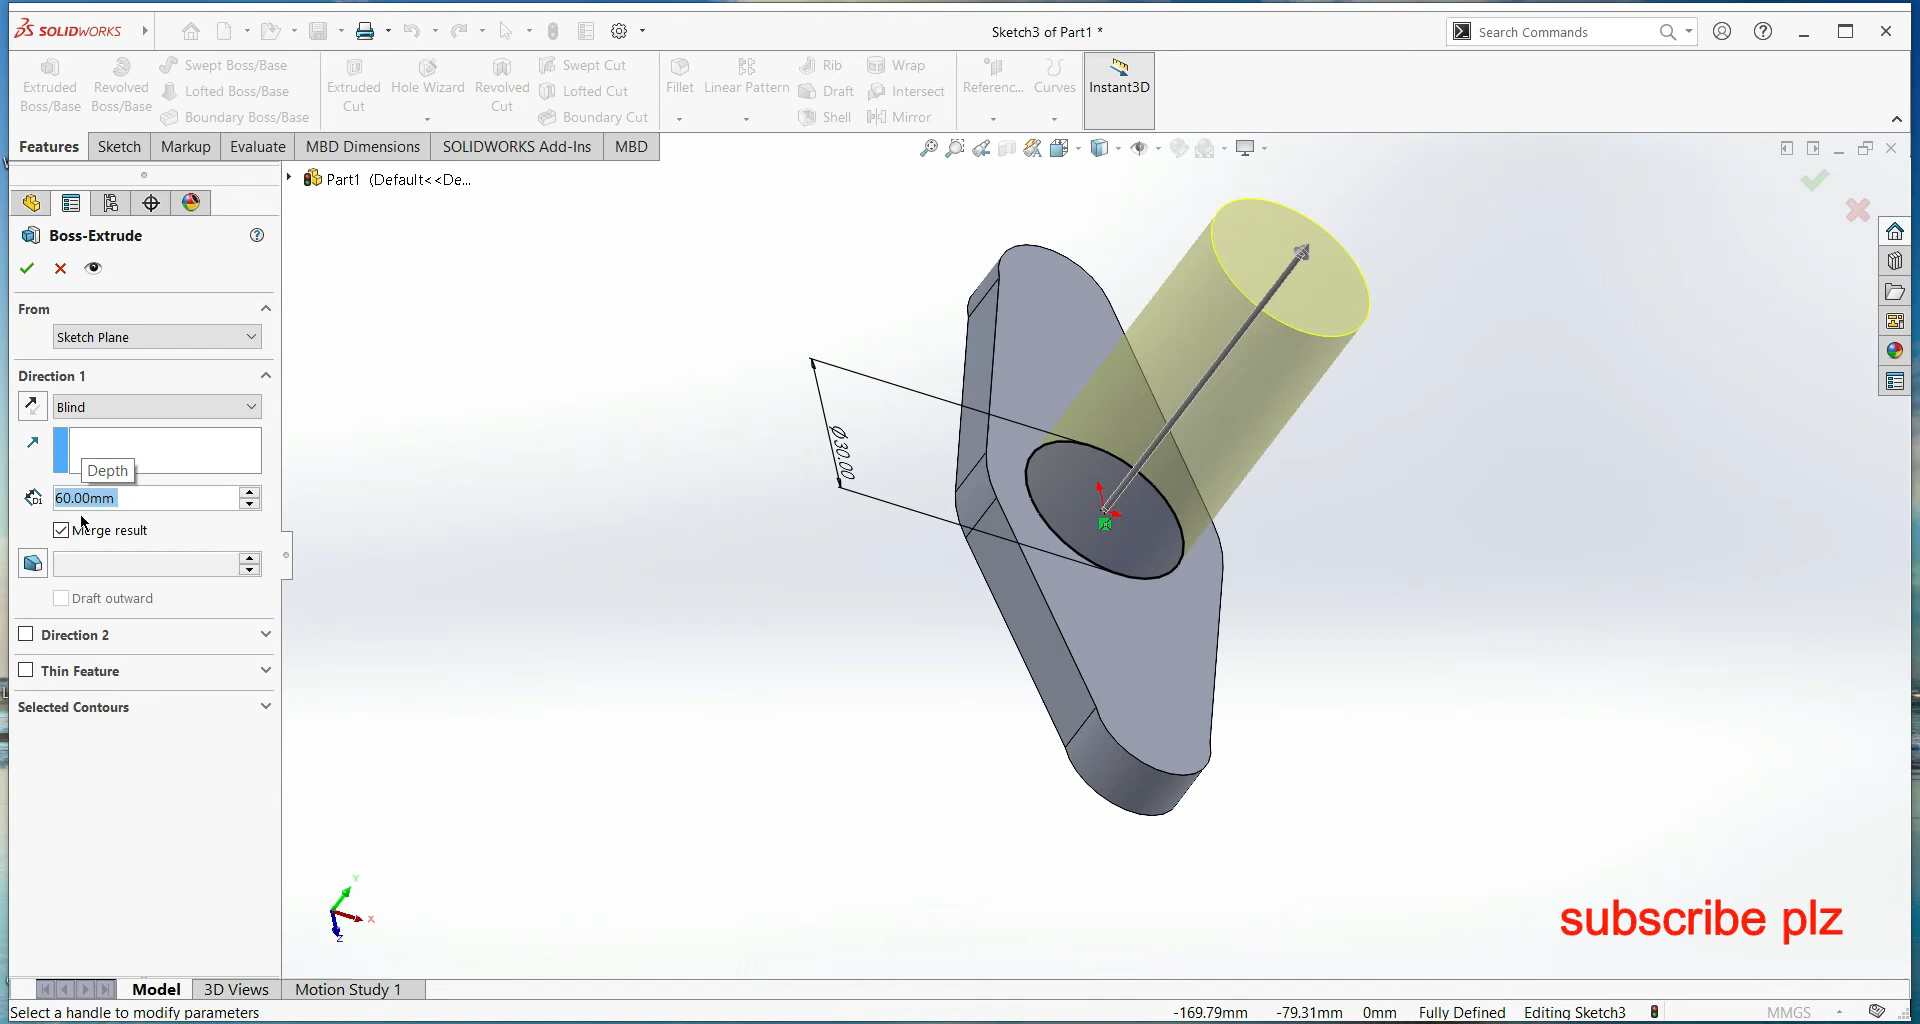 SOLIDWORKS
Sketch3 of Part1 *
Search Commands
Extruded Boss/Base
Revolved Boss/Base
Swept Boss/Base
Lofted Boss/Base
Boundary Boss/Base
Extruded Cut
Hole Wizard
Revolved Cut
Swept Cut
Lofted Cut
Boundary Cut
Fillet
Linear Pattern
Rib
Draft
Shell
Wrap
Intersect
Mirror
Referenc...
Curves
Instant3D
Features
Sketch
Markup
Evaluate
MBD Dimensions
SOLIDWORKS Add-Ins
MBD
Part1 (Default<<De...
Boss-Extrude
From
Sketch Plane
Direction 1
Blind
Depth
D1
60.00mm
Merge result
Draft outward
Direction 2
Thin Feature
Selected Contours
Ø30.00
Y
X
Z
subscribe plz
Model
3D Views
Motion Study 1
Select a handle to modify parameters
-169.79mm
-79.31mm
0mm
Fully Defined
Editing Sketch3
MMGS